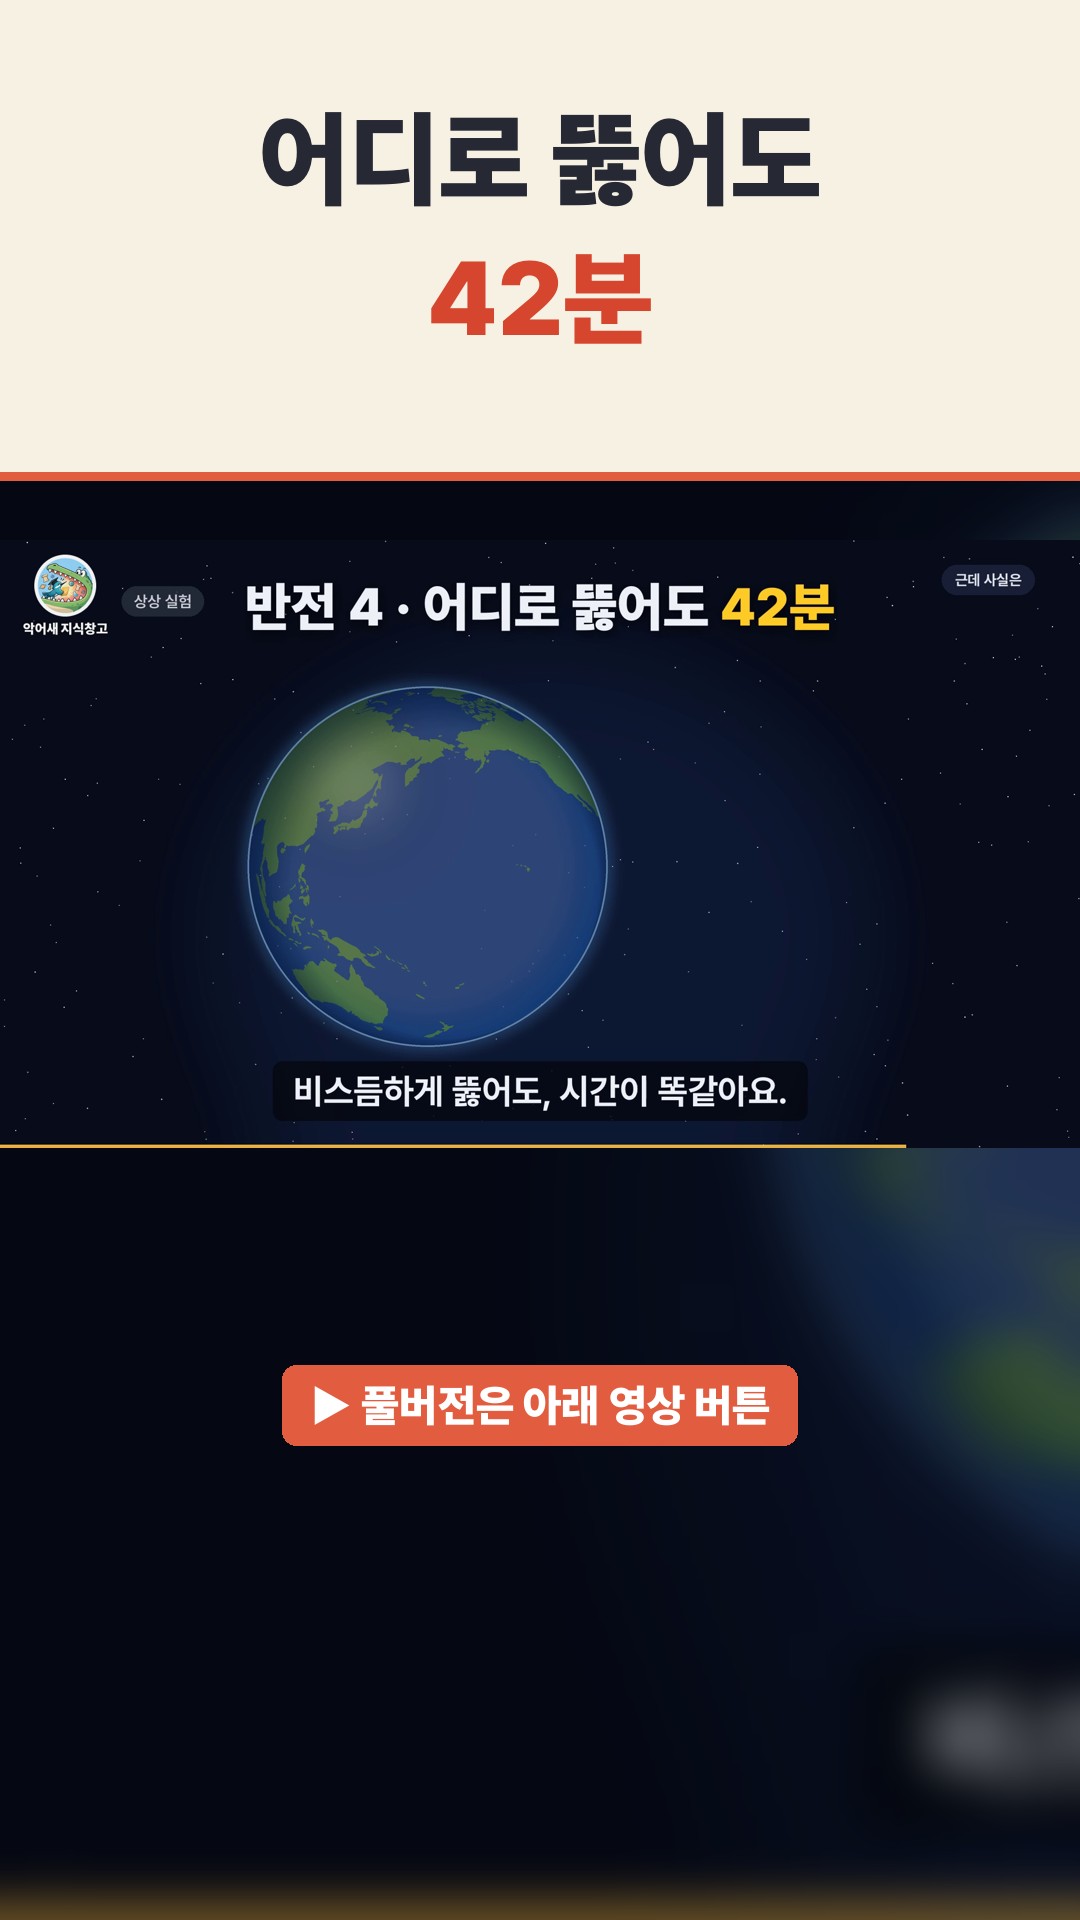 어디로 뚫어도
42분
악어새 지식창고
상상 실험
반전 4 · 어디로 뚫어도 42분
근데 사실은
비스듬하게 뚫어도, 시간이 똑같아요.
▶ 풀버전은 아래 영상 버튼